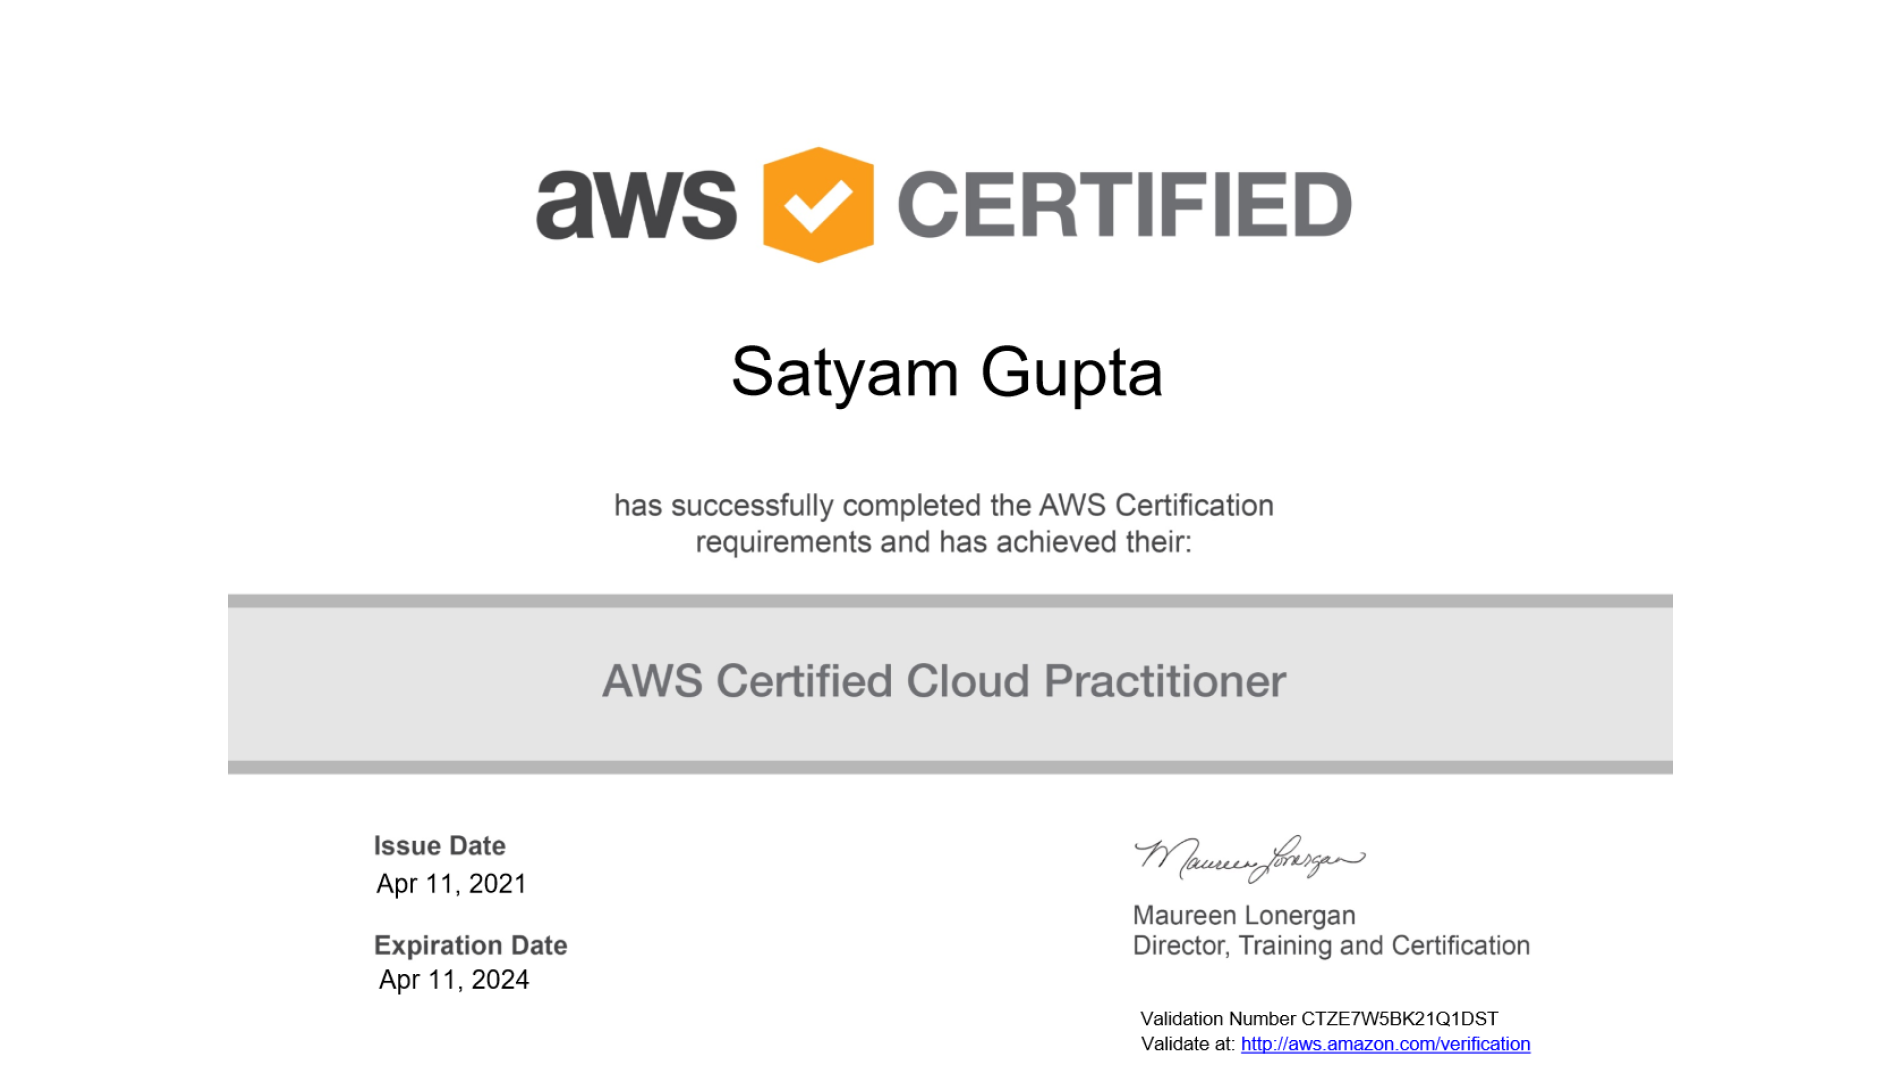 aws CERTIFIED
Satyam Gupta
has successfully completed the AWS Certification
requirements and has achieved their:
AWS Certified Cloud Practitioner
Issue Date
Apr 11, 2021
Expiration Date
Apr 11, 2024
Maureen Lonergan
Maureen Lonergan
Director, Training and Certification
Validation Number CTZE7W5BK21Q1DST
Validate at: http://aws.amazon.com/verification